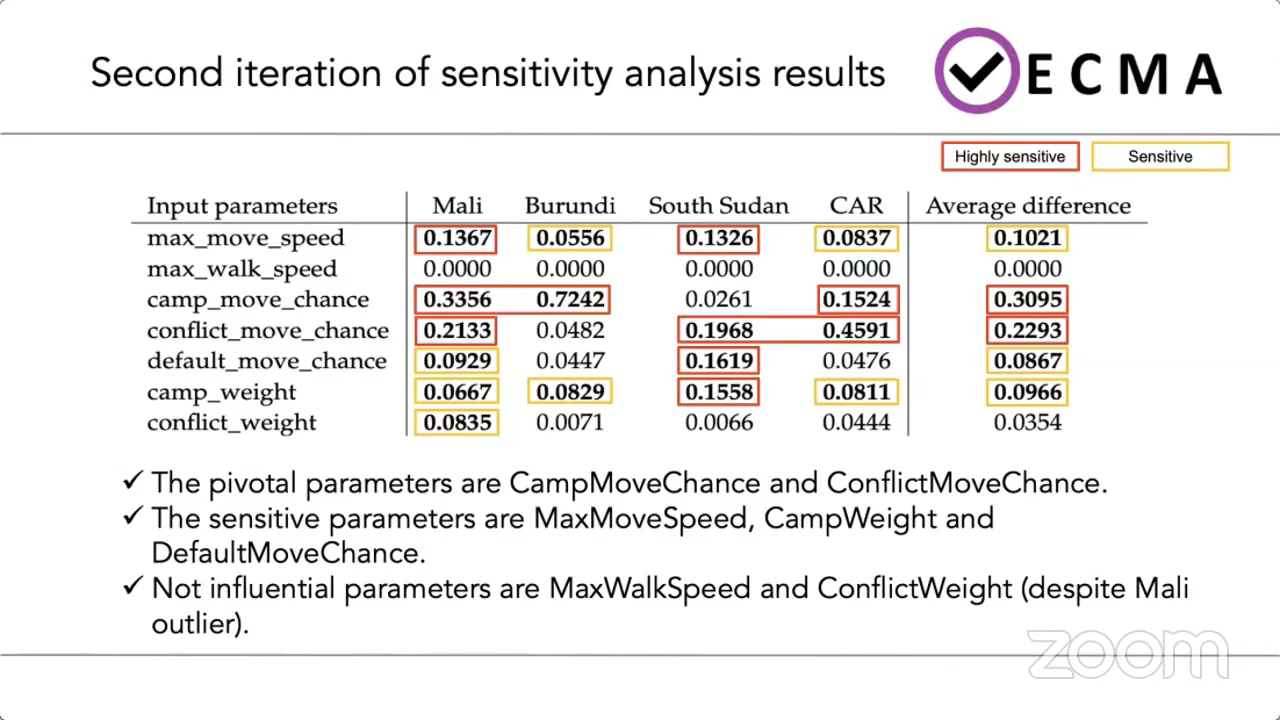 Second iteration of sensitivity analysis results
ECMA
Highly sensitive Sensitive
Input parameters Mali Burundi South Sudan CAR Average difference
max_move_speed 0.1367 0.0556 0.1326 0.0837 0.1021
max_walk_speed 0.0000 0.0000 0.0000 0.0000 0.0000
camp_move_chance 0.3356 0.7242 0.0261 0.1524 0.3095
conflict_move_chance 0.2133 0.0482 0.1968 0.4591 0.2293
default_move_chance 0.0929 0.0447 0.1619 0.0476 0.0867
camp_weight 0.0667 0.0829 0.1558 0.0811 0.0966
conflict_weight 0.0835 0.0071 0.0066 0.0444 0.0354
✓ The pivotal parameters are CampMoveChance and ConflictMoveChance.
✓ The sensitive parameters are MaxMoveSpeed, CampWeight and
DefaultMoveChance.
✓ Not influential parameters are MaxWalkSpeed and ConflictWeight (despite Mali
outlier).
zoom